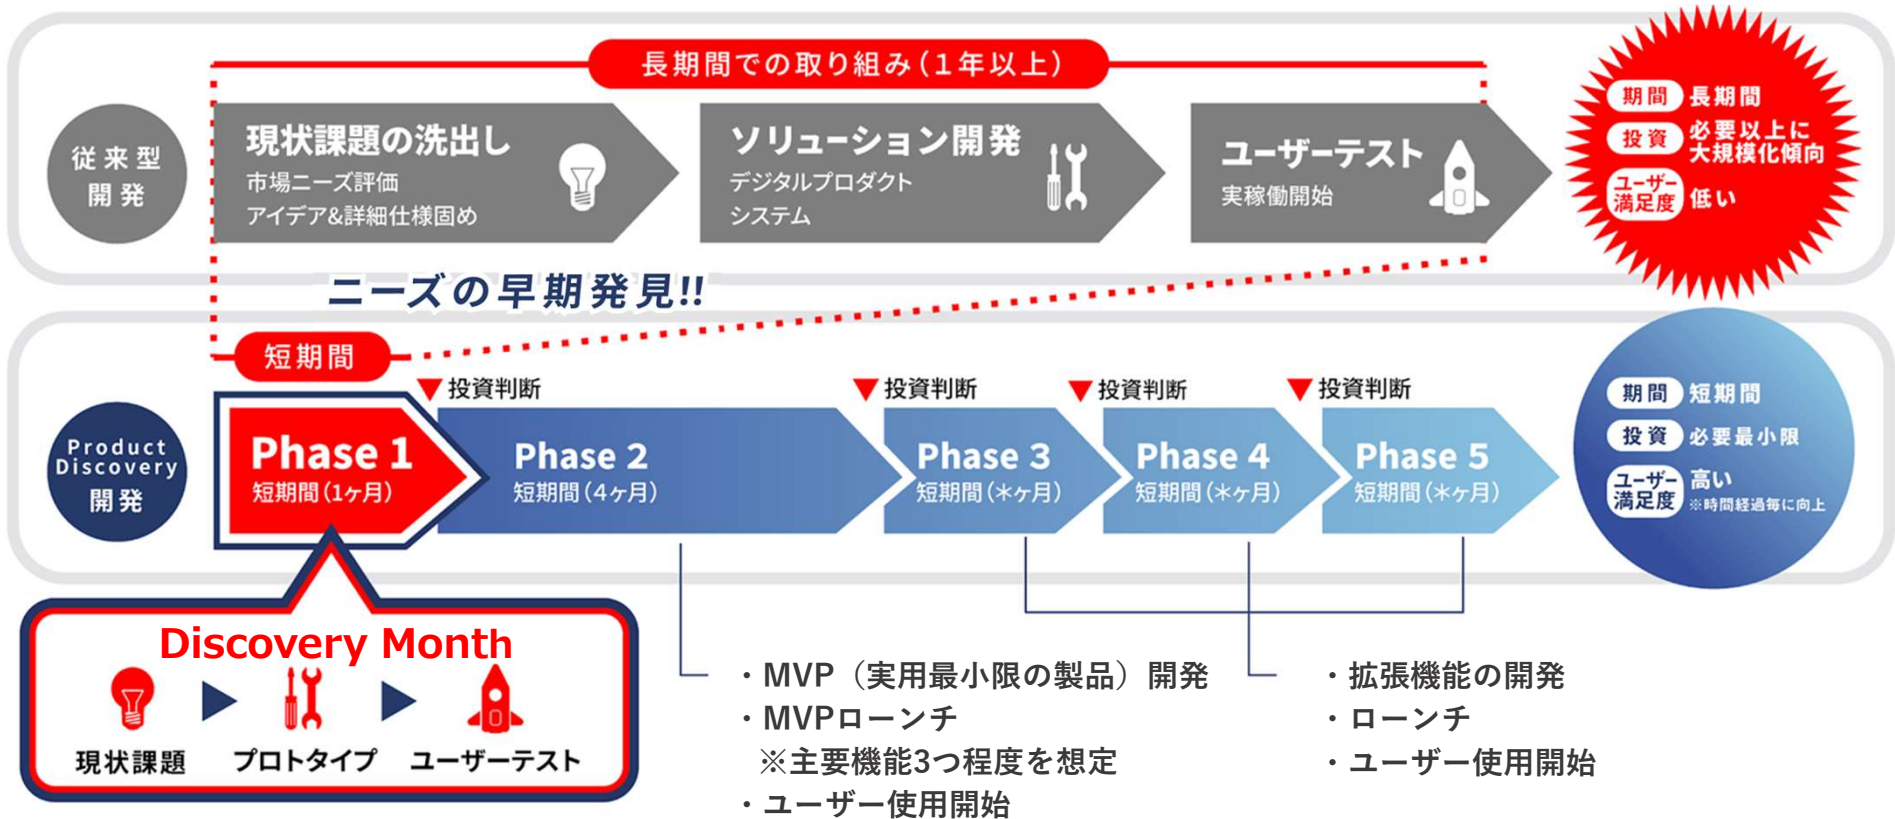 長期間での取り組み（１年以上）
従来型
開発
現状課題の洗出し
市場ニーズ評価
アイデア&詳細仕様固め
ソリューション開発
デジタルプロダクト
システム
ユーザーテスト
実稼働開始
期間 長期間
投資 必要以上に
大規模化傾向
ユーザー
満足度 低い
ニーズの早期発見!!
短期間
▼投資判断
▼投資判断
▼投資判断
▼投資判断
Product
Discovery
開発
Phase 1
短期間（1ヶ月）
Phase 2
短期間（4ヶ月）
Phase 3
短期間（＊ヶ月）
Phase 4
短期間（＊ヶ月）
Phase 5
短期間（＊ヶ月）
期間 短期間
投資 必要最小限
ユーザー
満足度 高い
※時間経過毎に向上
Discovery Month
現状課題
プロトタイプ
ユーザーテスト
・MVP（実用最小限の製品）開発
・MVPローンチ
※主要機能3つ程度を想定
・ユーザー使用開始
・拡張機能の開発
・ローンチ
・ユーザー使用開始